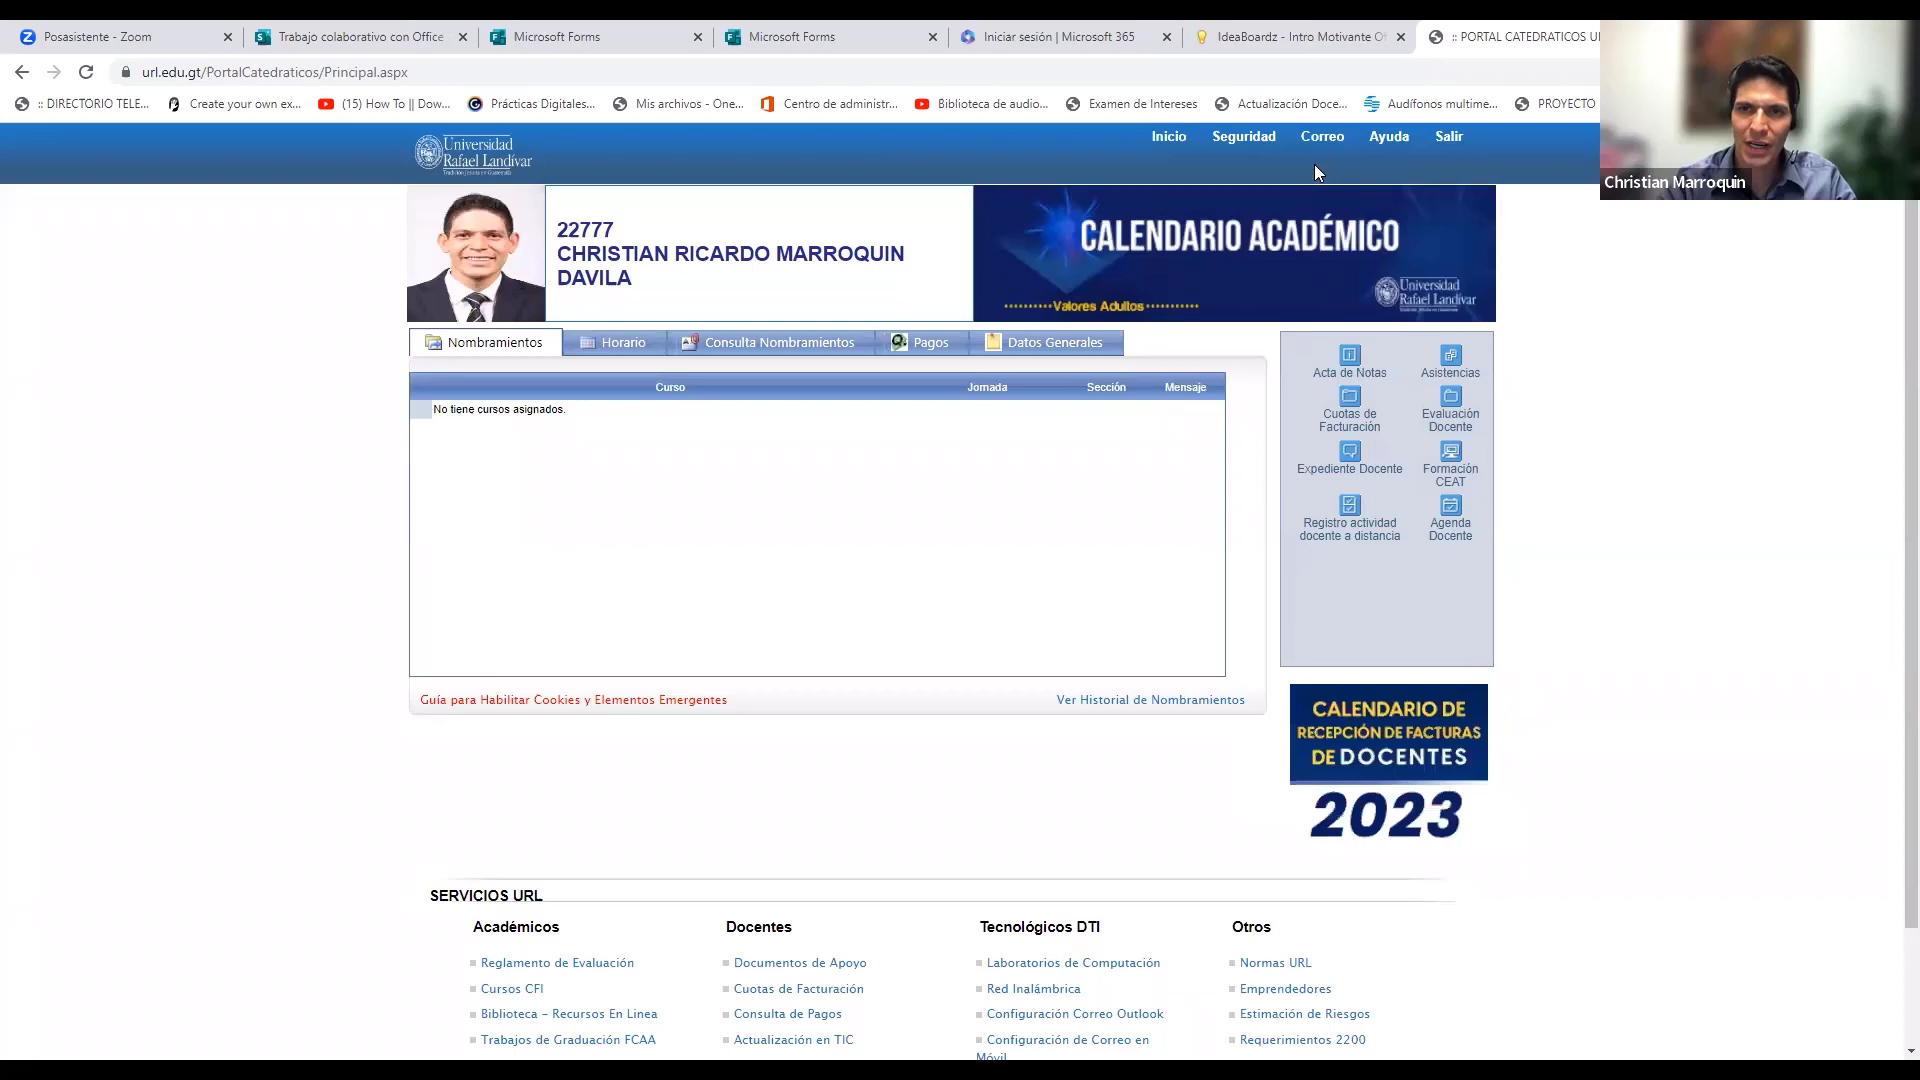 Posasistente - Zoom
Trabajo colaborativo con Office
Microsoft Forms
Microsoft Forms
Iniciar sesión | Microsoft 365
IdeaBoardz - Intro Motivante Of
:: PORTAL CATEDRATICOS UR
url.edu.gt/PortalCatedraticos/Principal.aspx
:: DIRECTORIO TELE...
Create your own ex...
(15) How To || Dow...
Prácticas Digitales...
Mis archivos - One...
Centro de administr...
Biblioteca de audio...
Examen de Intereses
Actualización Doce...
Audífonos multime...
PROYECTO
Universidad
Rafael Landívar
Tradición Jesuita en Guatemala
Inicio
Seguridad
Correo
Ayuda
Salir
Christian Marroquin
22777
CHRISTIAN RICARDO MARROQUIN
DAVILA
CALENDARIO ACADÉMICO
Valores Adultos
Universidad
Rafael Landívar
Nombramientos
Horario
Consulta Nombramientos
Pagos
Datos Generales
Curso
Jornada
Sección
Mensaje
No tiene cursos asignados.
Guía para Habilitar Cookies y Elementos Emergentes
Ver Historial de Nombramientos
Acta de Notas
Asistencias
Cuotas de
Facturación
Evaluación
Docente
Expediente Docente
Formación
CEAT
Registro actividad
docente a distancia
Agenda
Docente
CALENDARIO DE
RECEPCIÓN DE FACTURAS
DE DOCENTES
2023
SERVICIOS URL
Académicos
Reglamento de Evaluación
Cursos CFI
Biblioteca - Recursos En Linea
Trabajos de Graduación FCAA
Docentes
Documentos de Apoyo
Cuotas de Facturación
Consulta de Pagos
Actualización en TIC
Tecnológicos DTI
Laboratorios de Computación
Red Inalámbrica
Configuración Correo Outlook
Configuración de Correo en
Móvil
Otros
Normas URL
Emprendedores
Estimación de Riesgos
Requerimientos 2200